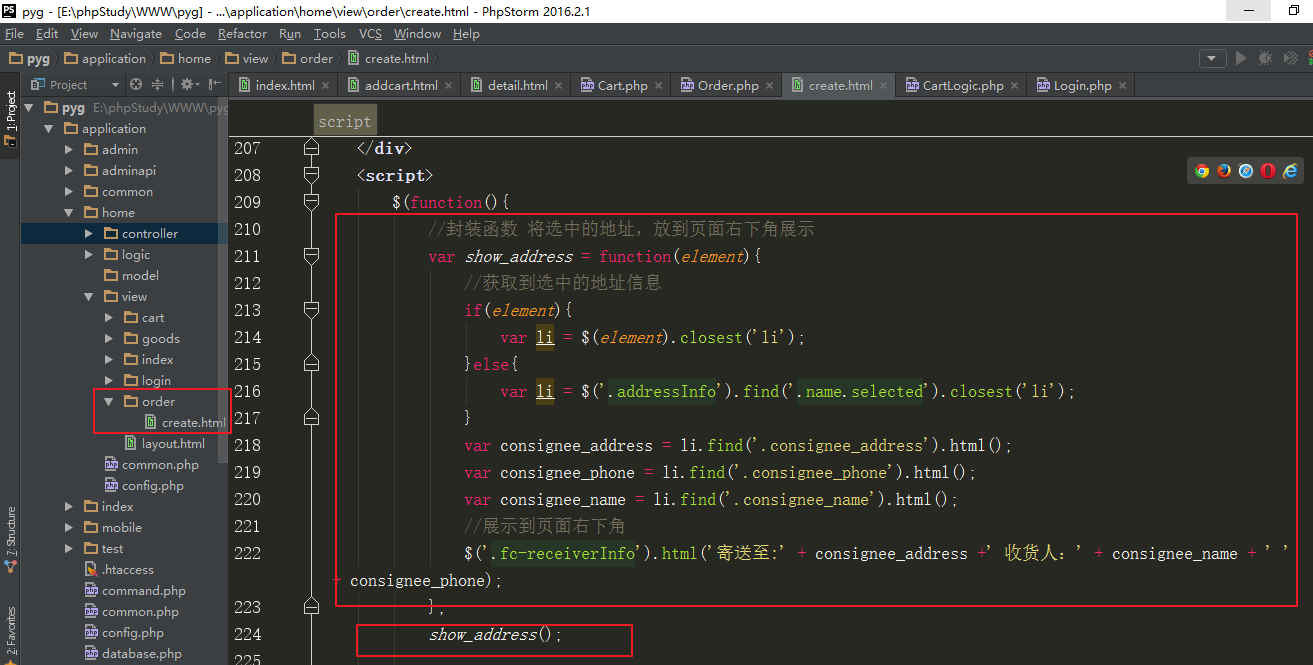 pyg - [E:\phpStudy\WWW\pyg] - ...\application\home\view\order\create.html - PhpStorm 2016.2.1
File Edit View Navigate Code Refactor Run Tools VCS Window Help
pyg application home view order create.html
Project index.html addcart.html detail.html Cart.php Order.php create.html CartLogic.php Login.php
1: Project
7: Structure
2: Favorites
pyg E:\phpStudy\WWW\pyg
application
admin
adminapi
common
home
controller
logic
model
view
cart
goods
index
login
order
create.html
layout.html
common.php
config.php
index
mobile
test
.htaccess
command.php
common.php
config.php
database.php
script
207 </div>
208 <script>
209 $(function(){
210 //封装函数 将选中的地址，放到页面右下角展示
211 var show_address = function(element){
212 //获取到选中的地址信息
213 if(element){
214 var li = $(element).closest('li');
215 }else{
216 var li = $('.addressInfo').find('.name.selected').closest('li');
217 }
218 var consignee_address = li.find('.consignee_address').html();
219 var consignee_phone = li.find('.consignee_phone').html();
220 var consignee_name = li.find('.consignee_name').html();
221 //展示到页面右下角
222 $('.fc-receiverInfo').html('寄送至:' + consignee_address +' 收货人：' + consignee_name + ' '
+ consignee_phone);
223 };
224 show_address();
225